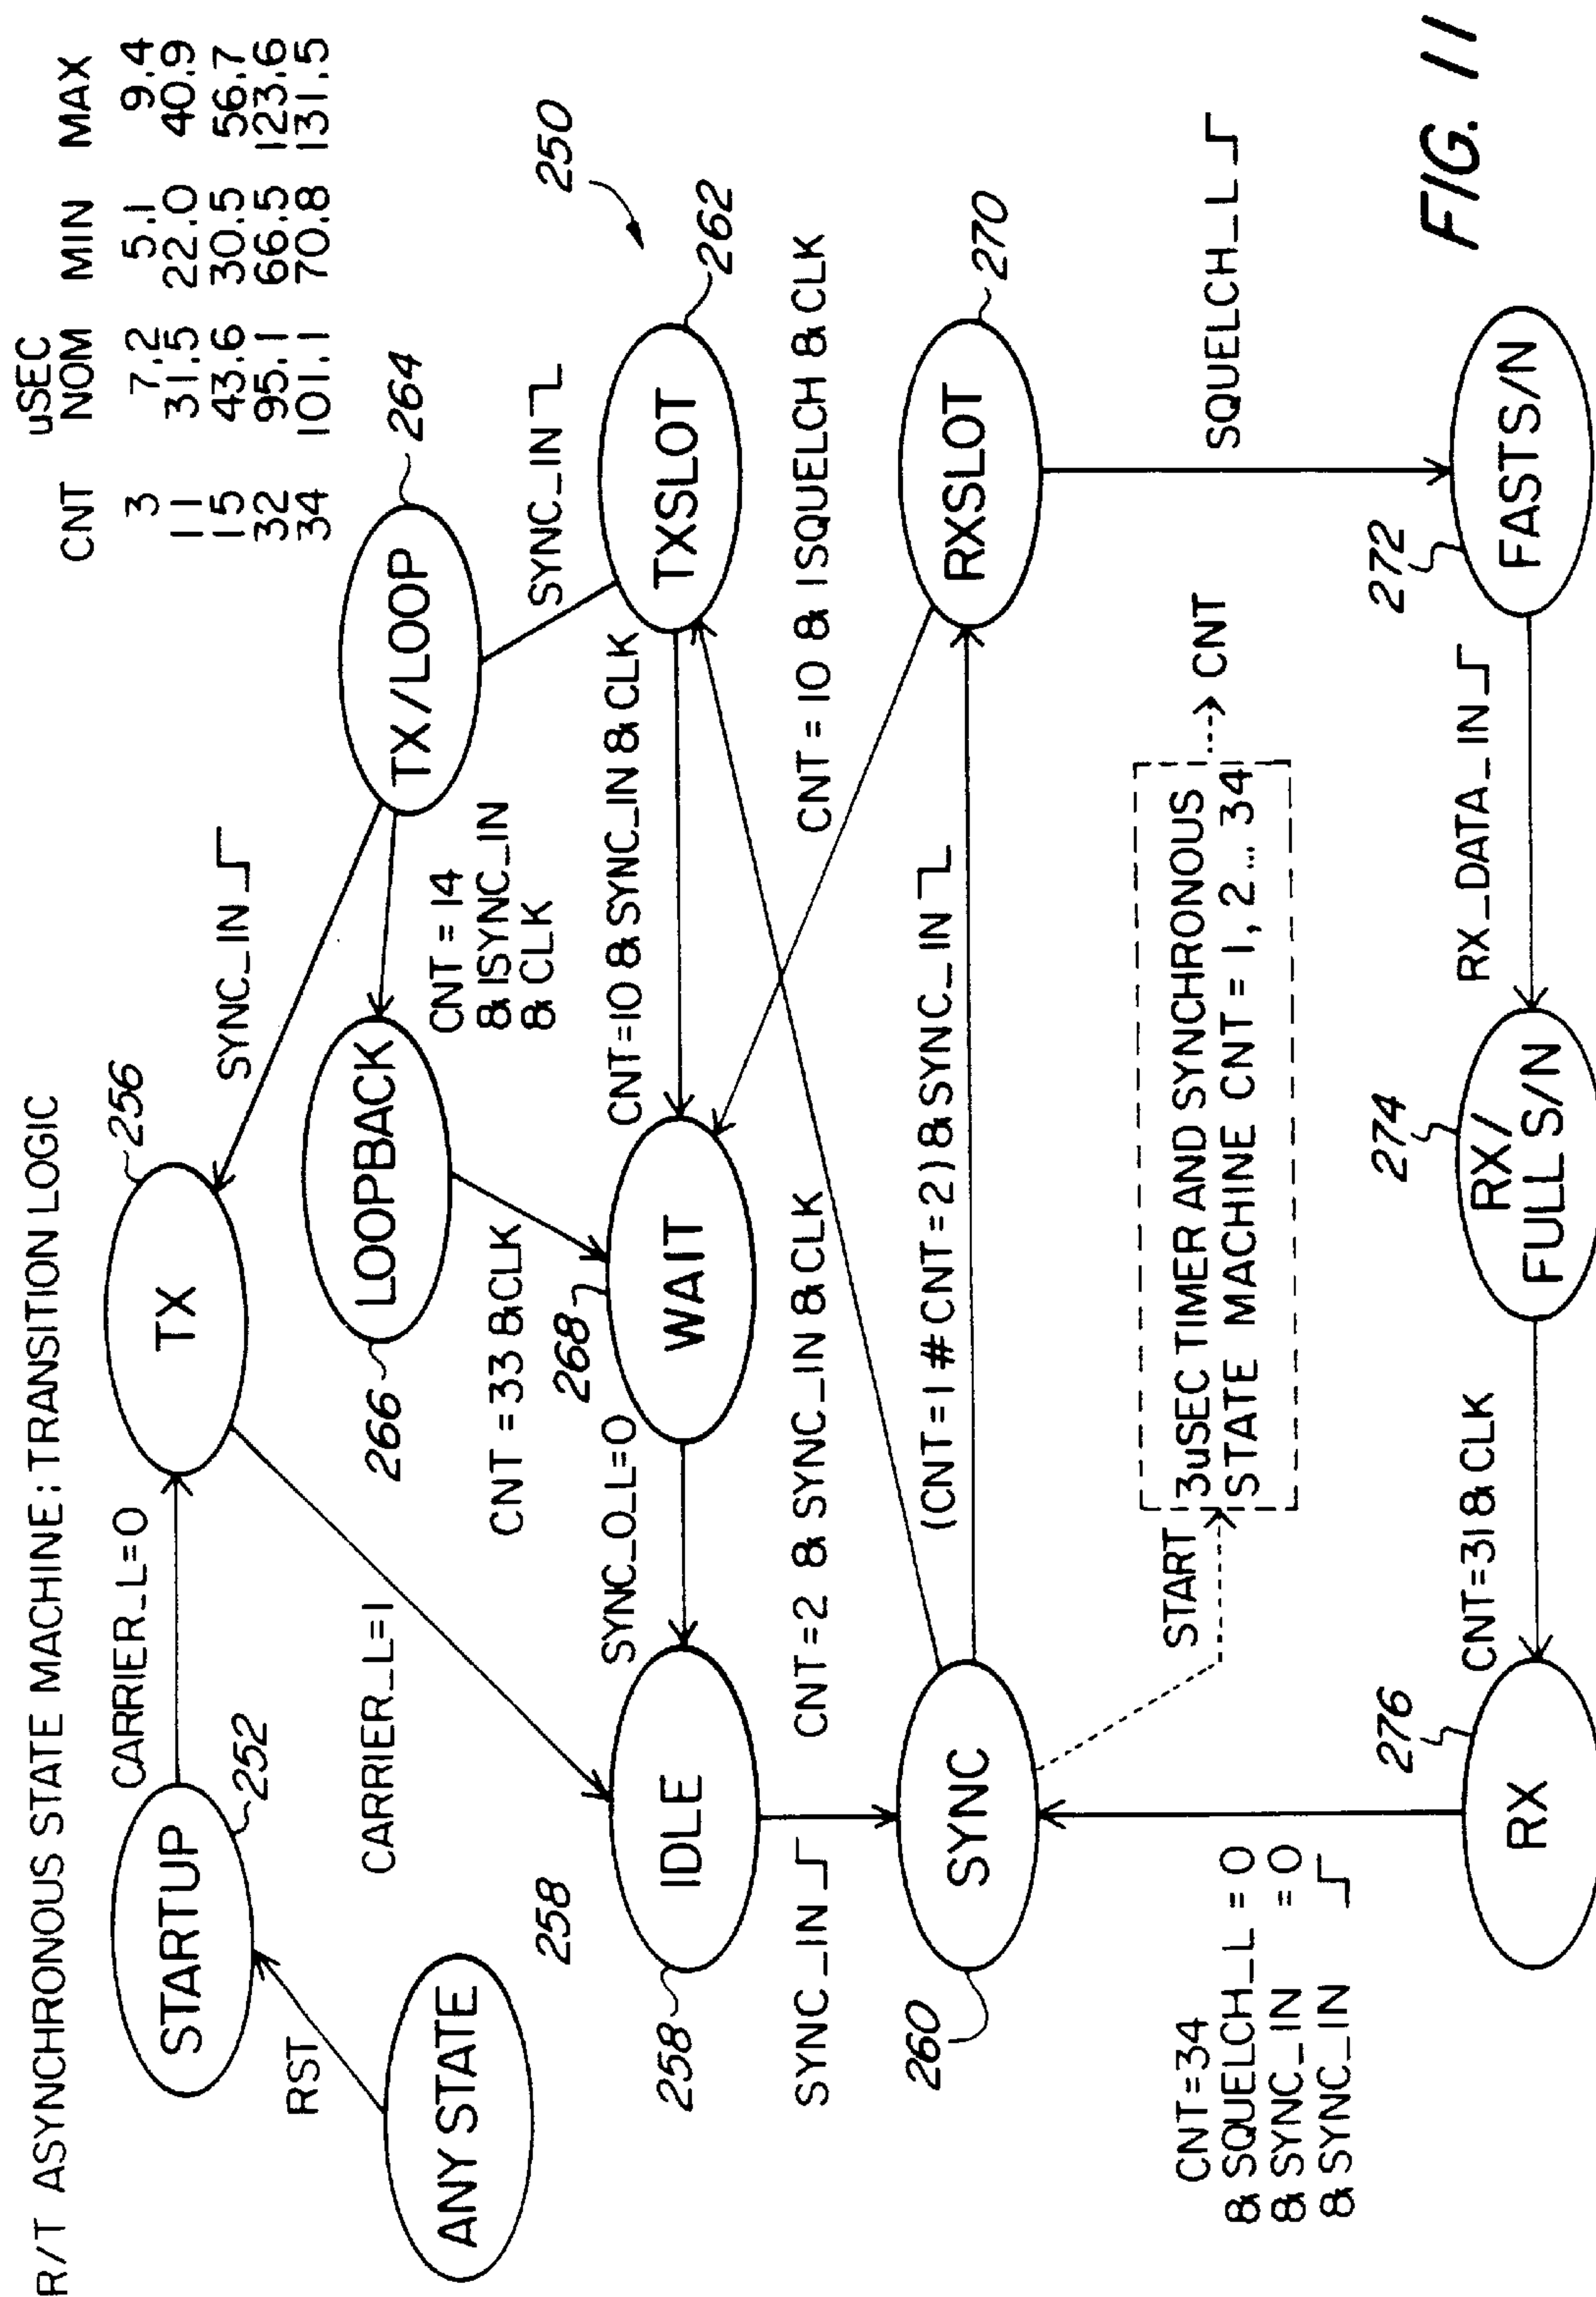 R/T ASYNCHRONOUS STATE MACHINE: TRANSITION LOGIC
uSEC
CNT NOM MIN MAX
3 7.2 5.1 9.4
11 31.5 22.0 40.9
15 43.6 30.5 56.7
32 95.1 66.5 123.6
34 101.1 70.8 131.5
STARTUP
252
CARRIER_L=0
TX
256
SYNC_IN
TX/LOOP
264
RST
ANY STATE
CARRIER_L=1
266
LOOPBACK
CNT = 14
& ISYNC_IN
& CLK
SYNC_IN
250
CNT = 33 & CLK
268
258
258
IDLE
SYNC_O_L=0
WAIT
CNT=10 & SYNC_IN & CLK
TXSLOT
262
SYNC_IN
CNT=2 & SYNC_IN & CLK
CNT = 10 & ISQUELCH & CLK
260
SYNC
(CNT=1 # CNT=2) & SYNC_IN
RXSLOT
270
START
3uSEC TIMER AND SYNCHRONOUS
STATE MACHINE CNT = 1, 2 ... 34
CNT
SQUELCH_L
CNT=34
& SQUELCH_L = 0
& SYNC_IN = 0
& SYNC_IN
276
RX
CNT=31 & CLK
274
RX/
FULL S/N
RX_DATA_IN
272
FASTS/N
FIG. 11